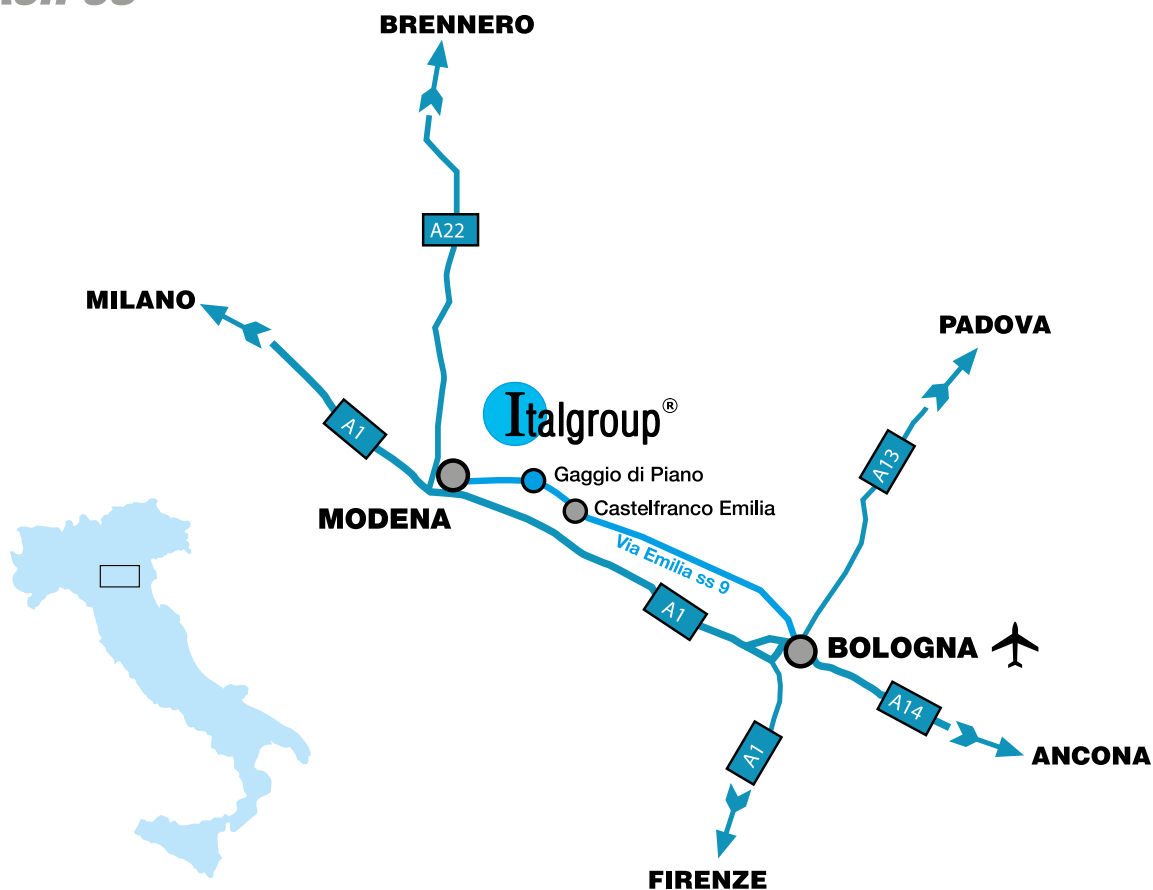 BRENNERO
A22
MILANO
PADOVA
A1
Italgroup®
A13
Gaggio di Piano
MODENA
Castelfranco Emilia
Via Emilia ss 9
A1
BOLOGNA
A14
A1
ANCONA
FIRENZE